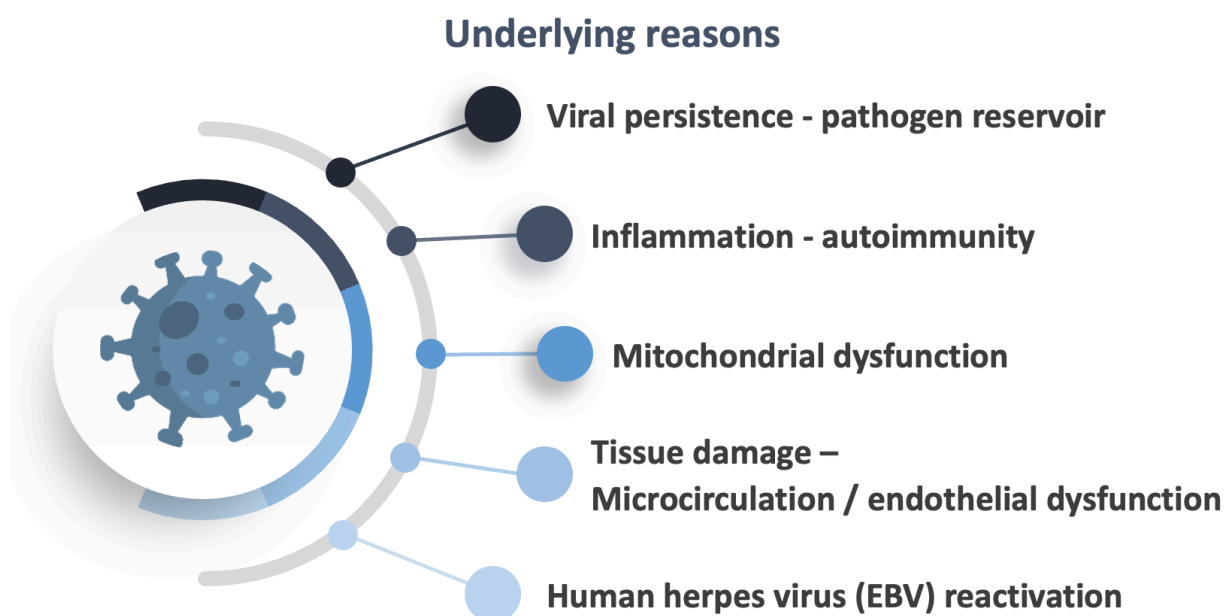 Underlying reasons
Viral persistence - pathogen reservoir
Inflammation - autoimmunity
Mitochondrial dysfunction
Tissue damage –
Microcirculation / endothelial dysfunction
Human herpes virus (EBV) reactivation